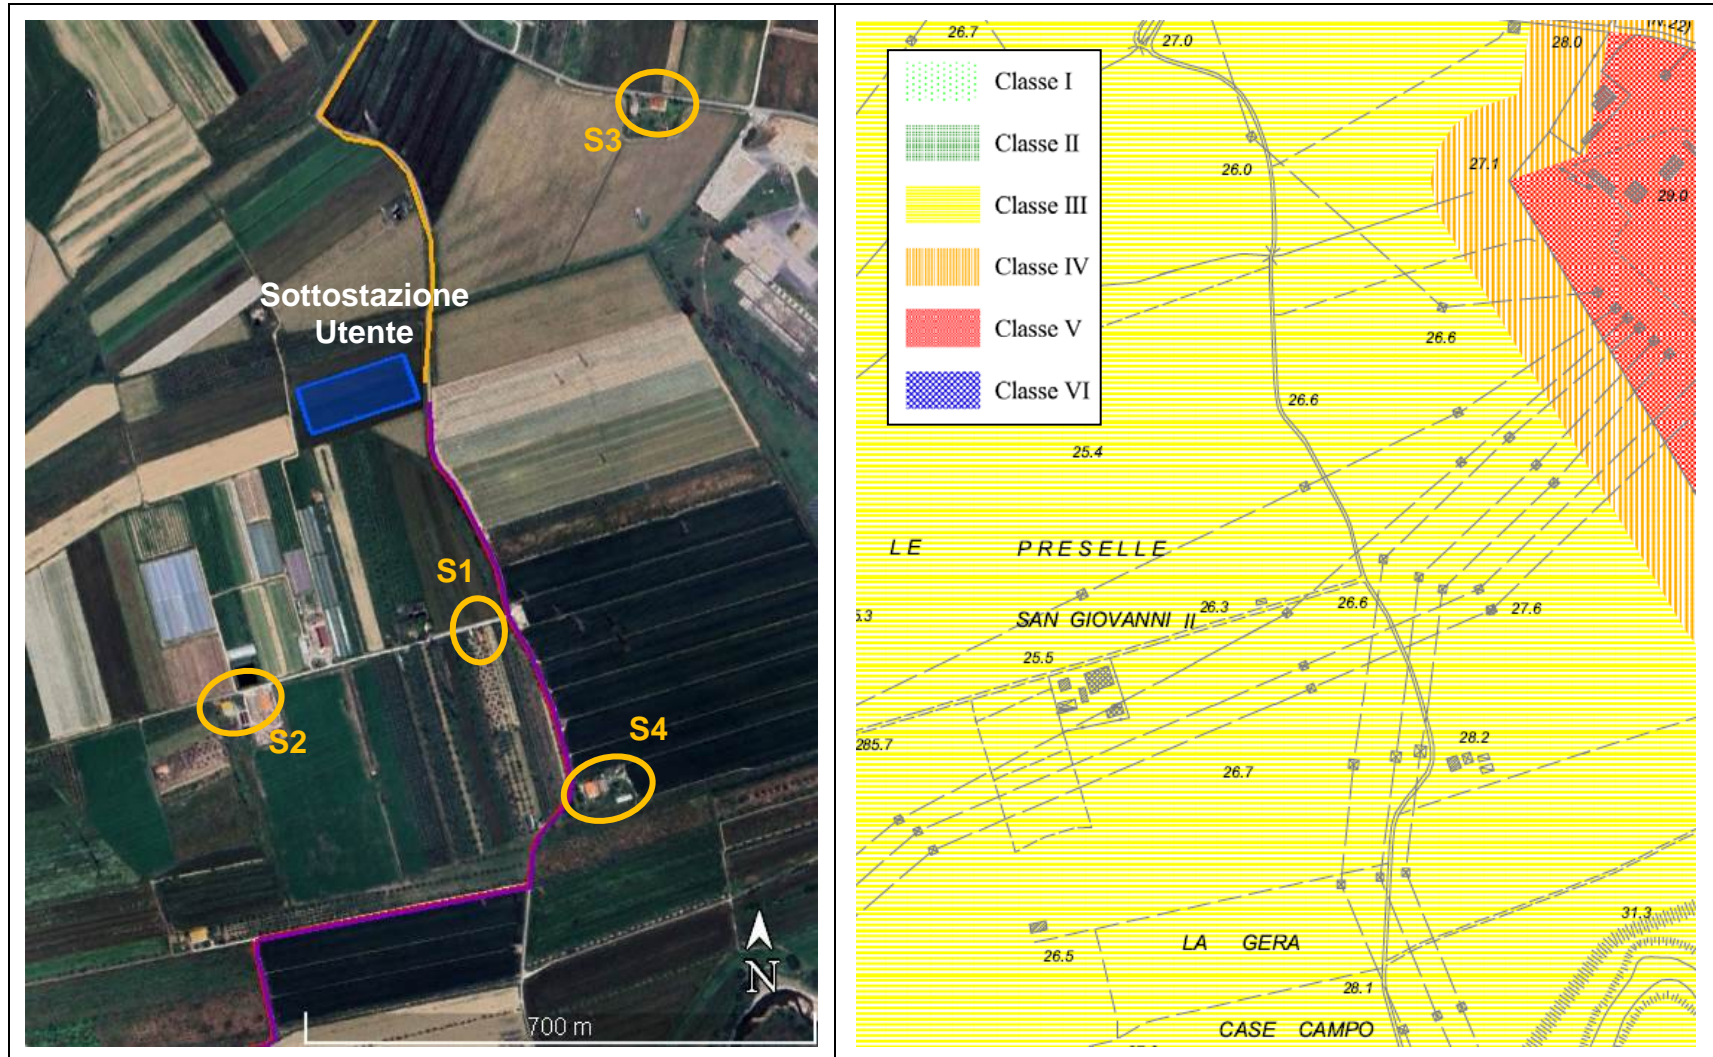 S3
Sottostazione
Utente
S1
S2
S4
N
700 m
26.7
27.0
28.0
Classe I
Classe II
Classe III
Classe IV
Classe V
Classe VI
26.0
27.1
29.0
26.6
26.6
25.4
LE PRESELLE
26.3
26.6
27.6
5.3
SAN GIOVANNI II
25.5
285.7
28.2
26.7
31.3
LA GERA
26.5
28.1
CASE CAMPO